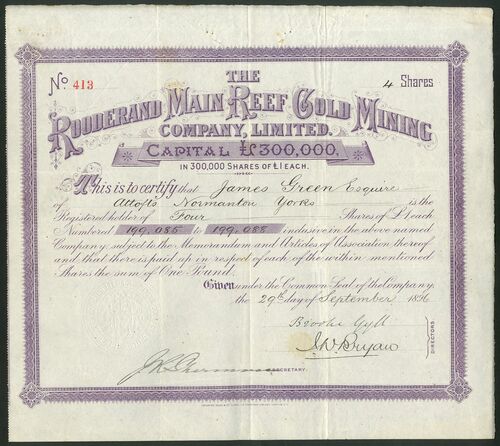 No. 413
4 Shares
THE
ROODERAND MAIN REEF GOLD MINING
COMPANY, LIMITED.
CAPITAL £300,000,
IN 300,000 SHARES OF £1 EACH.
This is to certify that James Green Esquire
of Altofts Normanton Yorks is the
Registered holder of Four Shares of £1 each
Numbered 199,085 to 199,088 inclusive in the above named
Company, subject to the Memorandum and Articles of Association thereof
and that there is paid up in respect of each of the within mentioned
Shares the sum of One Pound.
Given under the Common Seal of the Company,
the 29th day of September 1896
Brooke Gyll
J.W. Bryan
DIRECTORS.
SECRETARY.